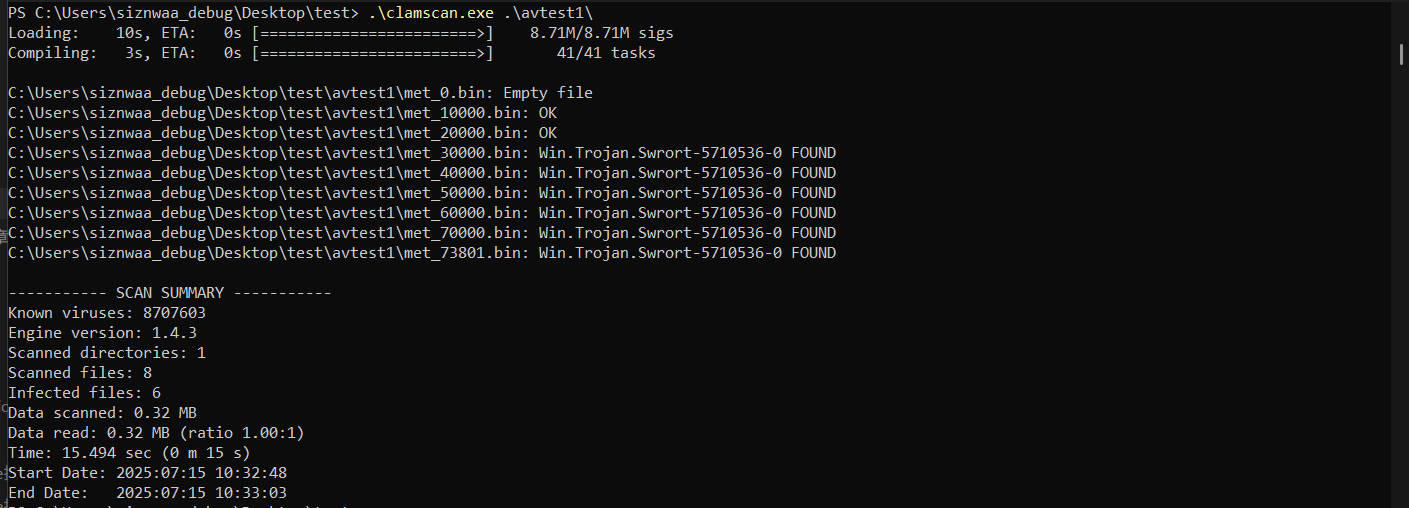 PS C:\Users\siznwaa_debug\Desktop\test> .\clamscan.exe .\avtest1\
Loading:    10s, ETA:   0s [========================>]    8.71M/8.71M sigs
Compiling:   3s, ETA:   0s [========================>]       41/41 tasks
C:\Users\siznwaa_debug\Desktop\test\avtest1\met_0.bin: Empty file
C:\Users\siznwaa_debug\Desktop\test\avtest1\met_10000.bin: OK
C:\Users\siznwaa_debug\Desktop\test\avtest1\met_20000.bin: OK
C:\Users\siznwaa_debug\Desktop\test\avtest1\met_30000.bin: Win.Trojan.Swrort-5710536-0 FOUND
C:\Users\siznwaa_debug\Desktop\test\avtest1\met_40000.bin: Win.Trojan.Swrort-5710536-0 FOUND
C:\Users\siznwaa_debug\Desktop\test\avtest1\met_50000.bin: Win.Trojan.Swrort-5710536-0 FOUND
C:\Users\siznwaa_debug\Desktop\test\avtest1\met_60000.bin: Win.Trojan.Swrort-5710536-0 FOUND
C:\Users\siznwaa_debug\Desktop\test\avtest1\met_70000.bin: Win.Trojan.Swrort-5710536-0 FOUND
C:\Users\siznwaa_debug\Desktop\test\avtest1\met_73801.bin: Win.Trojan.Swrort-5710536-0 FOUND
----------- SCAN SUMMARY -----------
Known viruses: 8707603
Engine version: 1.4.3
Scanned directories: 1
Scanned files: 8
Infected files: 6
Data scanned: 0.32 MB
Data read: 0.32 MB (ratio 1.00:1)
Time: 15.494 sec (0 m 15 s)
Start Date: 2025:07:15 10:32:48
End Date:   2025:07:15 10:33:03